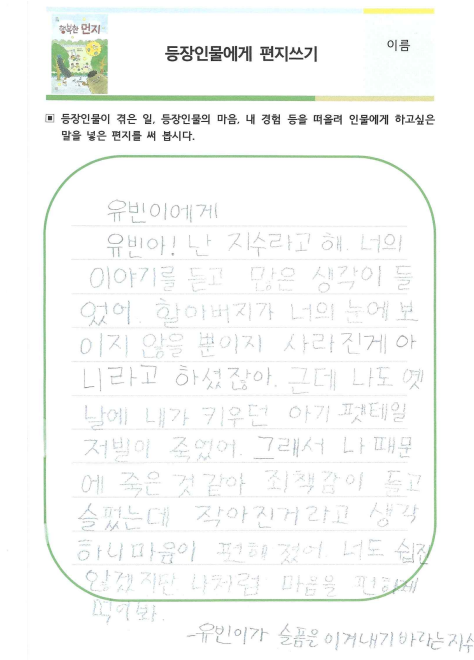 행복한 먼지
등장인물에게 편지쓰기
이름
▣ 등장인물이 겪은 일, 등장인물의 마음, 내 경험 등을 떠올려 인물에게 하고싶은
말을 넣은 편지를 써 봅시다.
유빈이에게
유빈아! 난 지수라고 해. 너의
이야기를 듣고 많은 생각이 들
었어. 할아버지가 너의 눈에 보
이지 않을 뿐이지 사라진게 아
니라고 하셨잖아. 근데 나도 옛
날에 내가 키우던 아기 팻테일
저빌이 죽었어. 그래서 나 때문
에 죽은 것 같아 죄책감이 들고
슬펐는데 작아진거라고 생각
하니 마음이 편해 졌어. 너도 쉽진
않겠지만 나처럼 마음을 편하게
먹어봐.
-유빈이가 슬픔을 이겨내기 바라는 지수